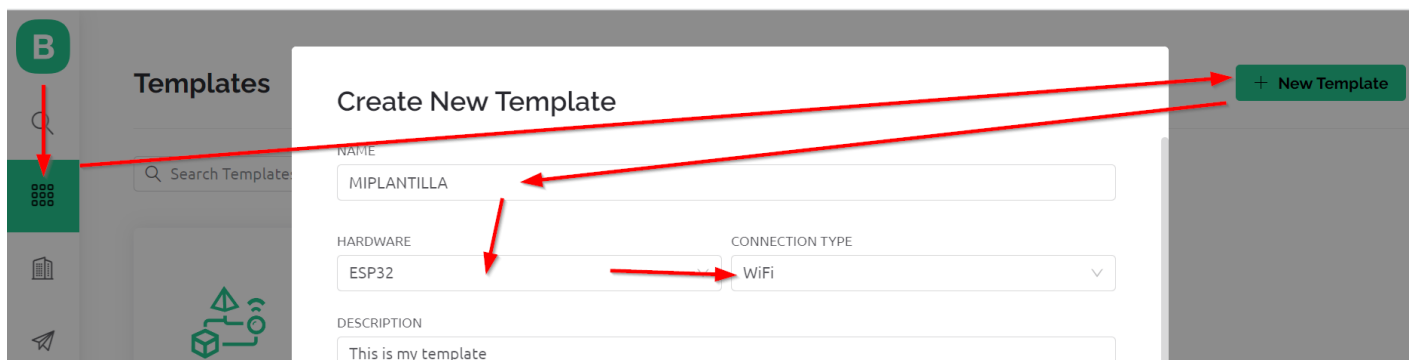 B
Templates
+ New Template
Create New Template
NAME
Search Templates
MIPLANTILLA
HARDWARE
CONNECTION TYPE
ESP32
WiFi
DESCRIPTION
This is my template